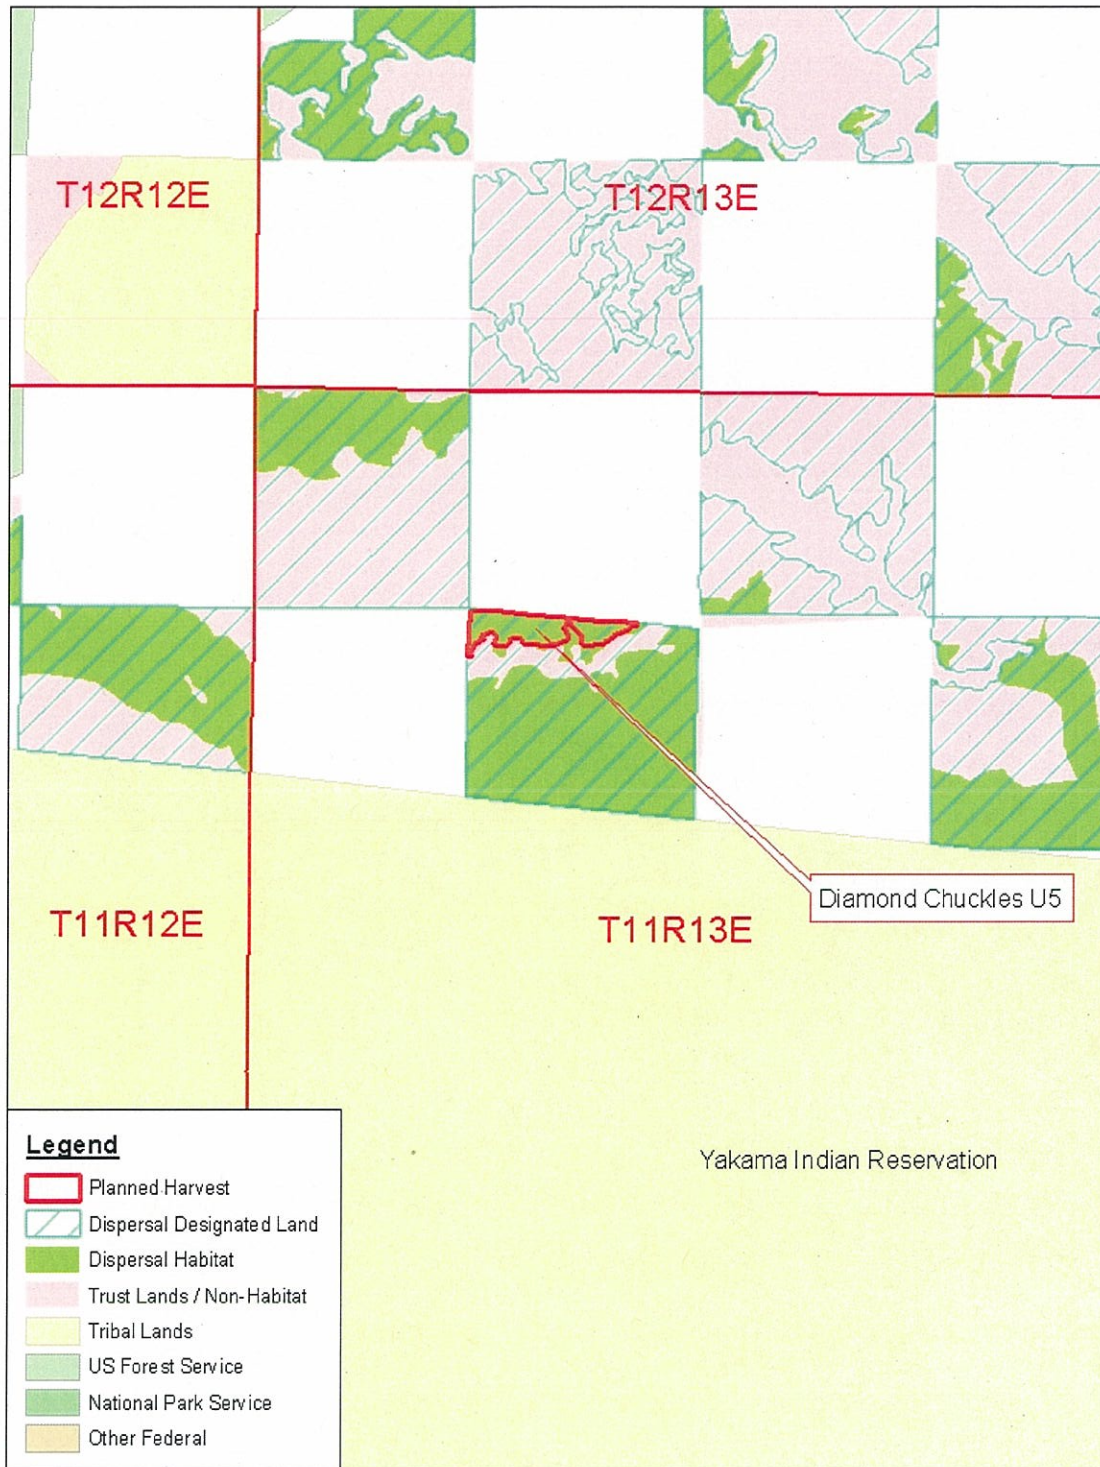 T12R12E
T12R13E
Diamond Chuckles U5
T11R12E
T11R13E
Yakama Indian Reservation
Legend
Planned Harvest
Dispersal Designated Land
Dispersal Habitat
Trust Lands / Non-Habitat
Tribal Lands
US Forest Service
National Park Service
Other Federal